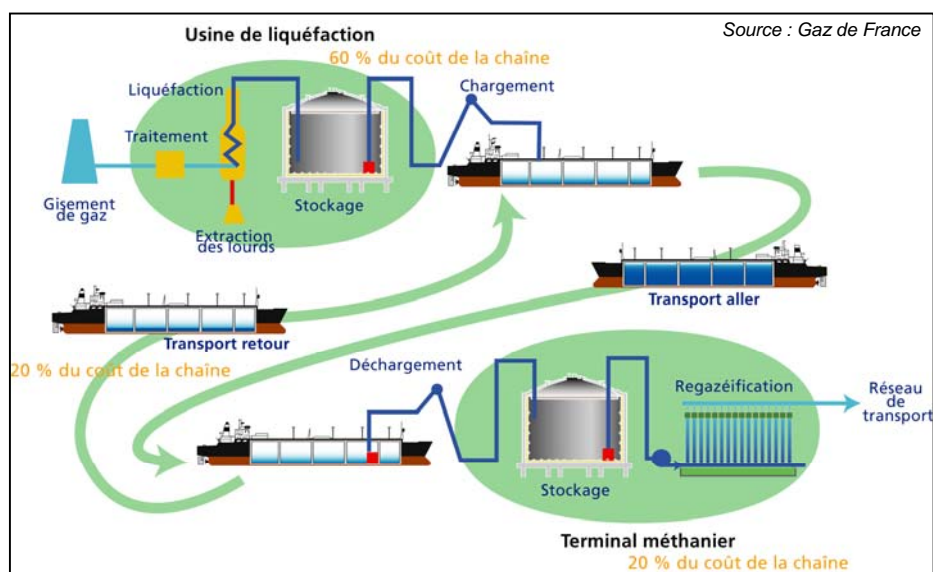 Source : Gaz de France
Usine de liquéfaction
60 % du coût de la chaîne
Liquéfaction
Chargement
Traitement
Gisement
de gaz
Stockage
Extraction
des lourds
Transport aller
Transport retour
20 % du coût de la chaîne
Déchargement
Regazéification
Réseau
de
transport
Stockage
Terminal méthanier
20 % du coût de la chaîne